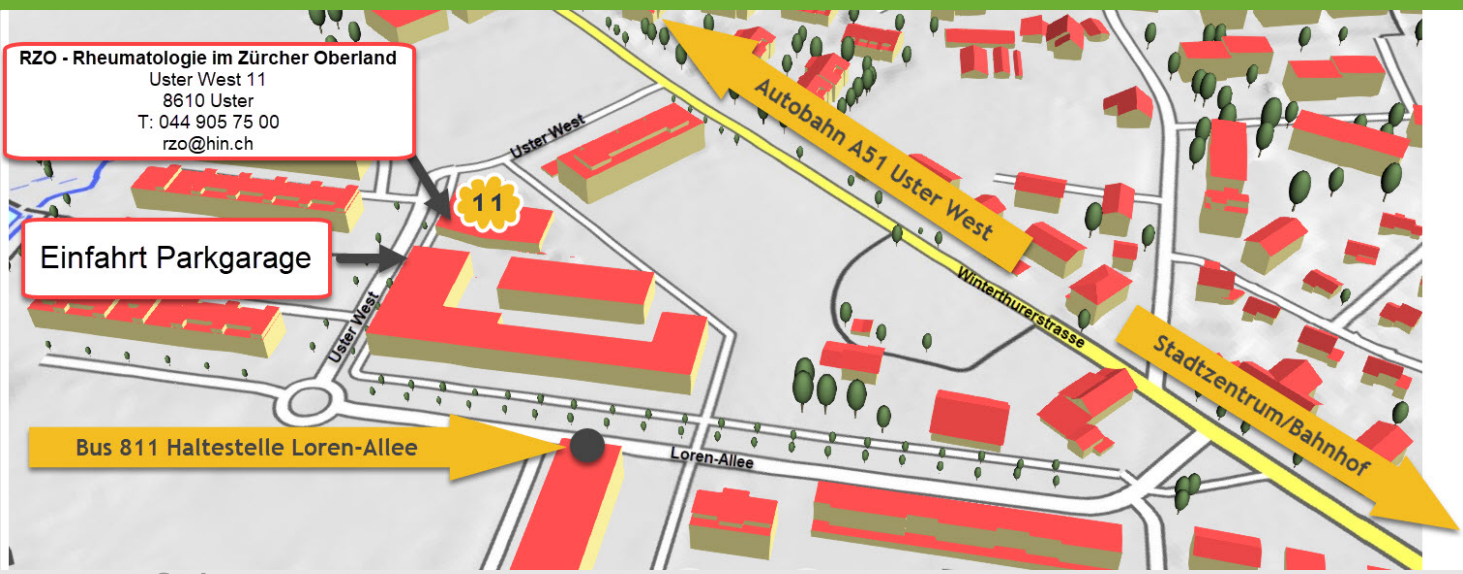 RZO - Rheumatologie im Zürcher Oberland
Uster West 11
8610 Uster
T: 044 905 75 00
rzo@hin.ch
Uster West
Autobahn A51 Uster West
11
Einfahrt Parkgarage
Uster West
Winterthurerstrasse
Stadtzentrum/Bahnhof
Bus 811 Haltestelle Loren-Allee
Loren-Allee